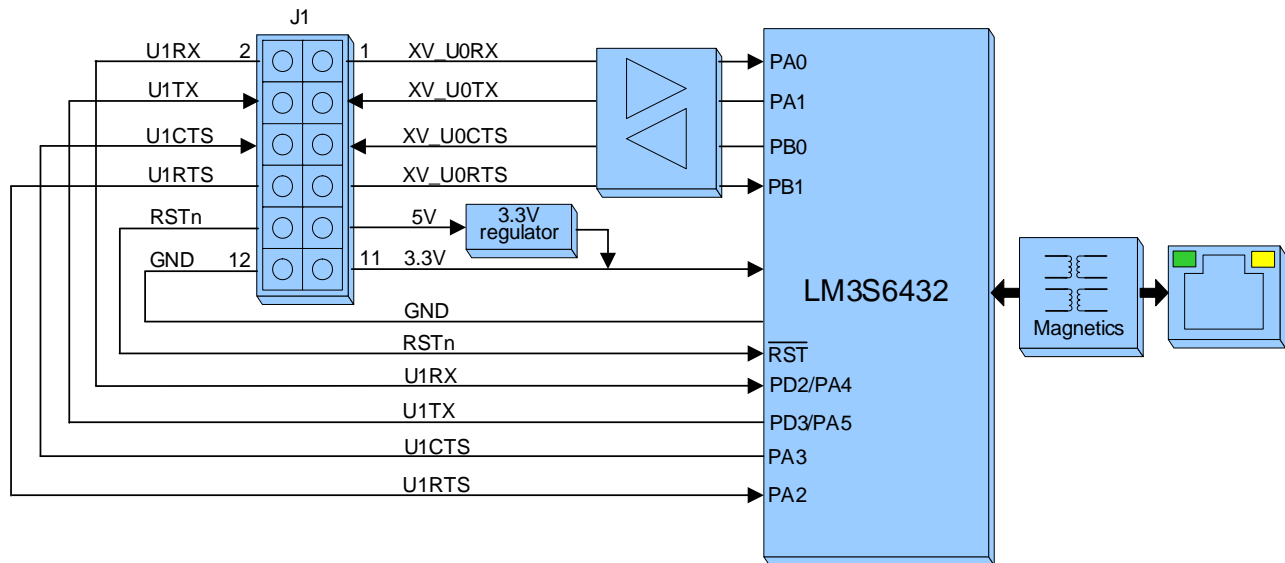 J1
U1RX 2 1 XV_U0RX PA0
U1TX XV_U0TX PA1
U1CTS XV_U0CTS PB0
U1RTS XV_U0RTS PB1
RSTn 5V 3.3V
regulator
GND 12 11 3.3V
LM3S6432
GND
Magnetics
RSTn RST
U1RX PD2/PA4
U1TX PD3/PA5
U1CTS PA3
U1RTS PA2